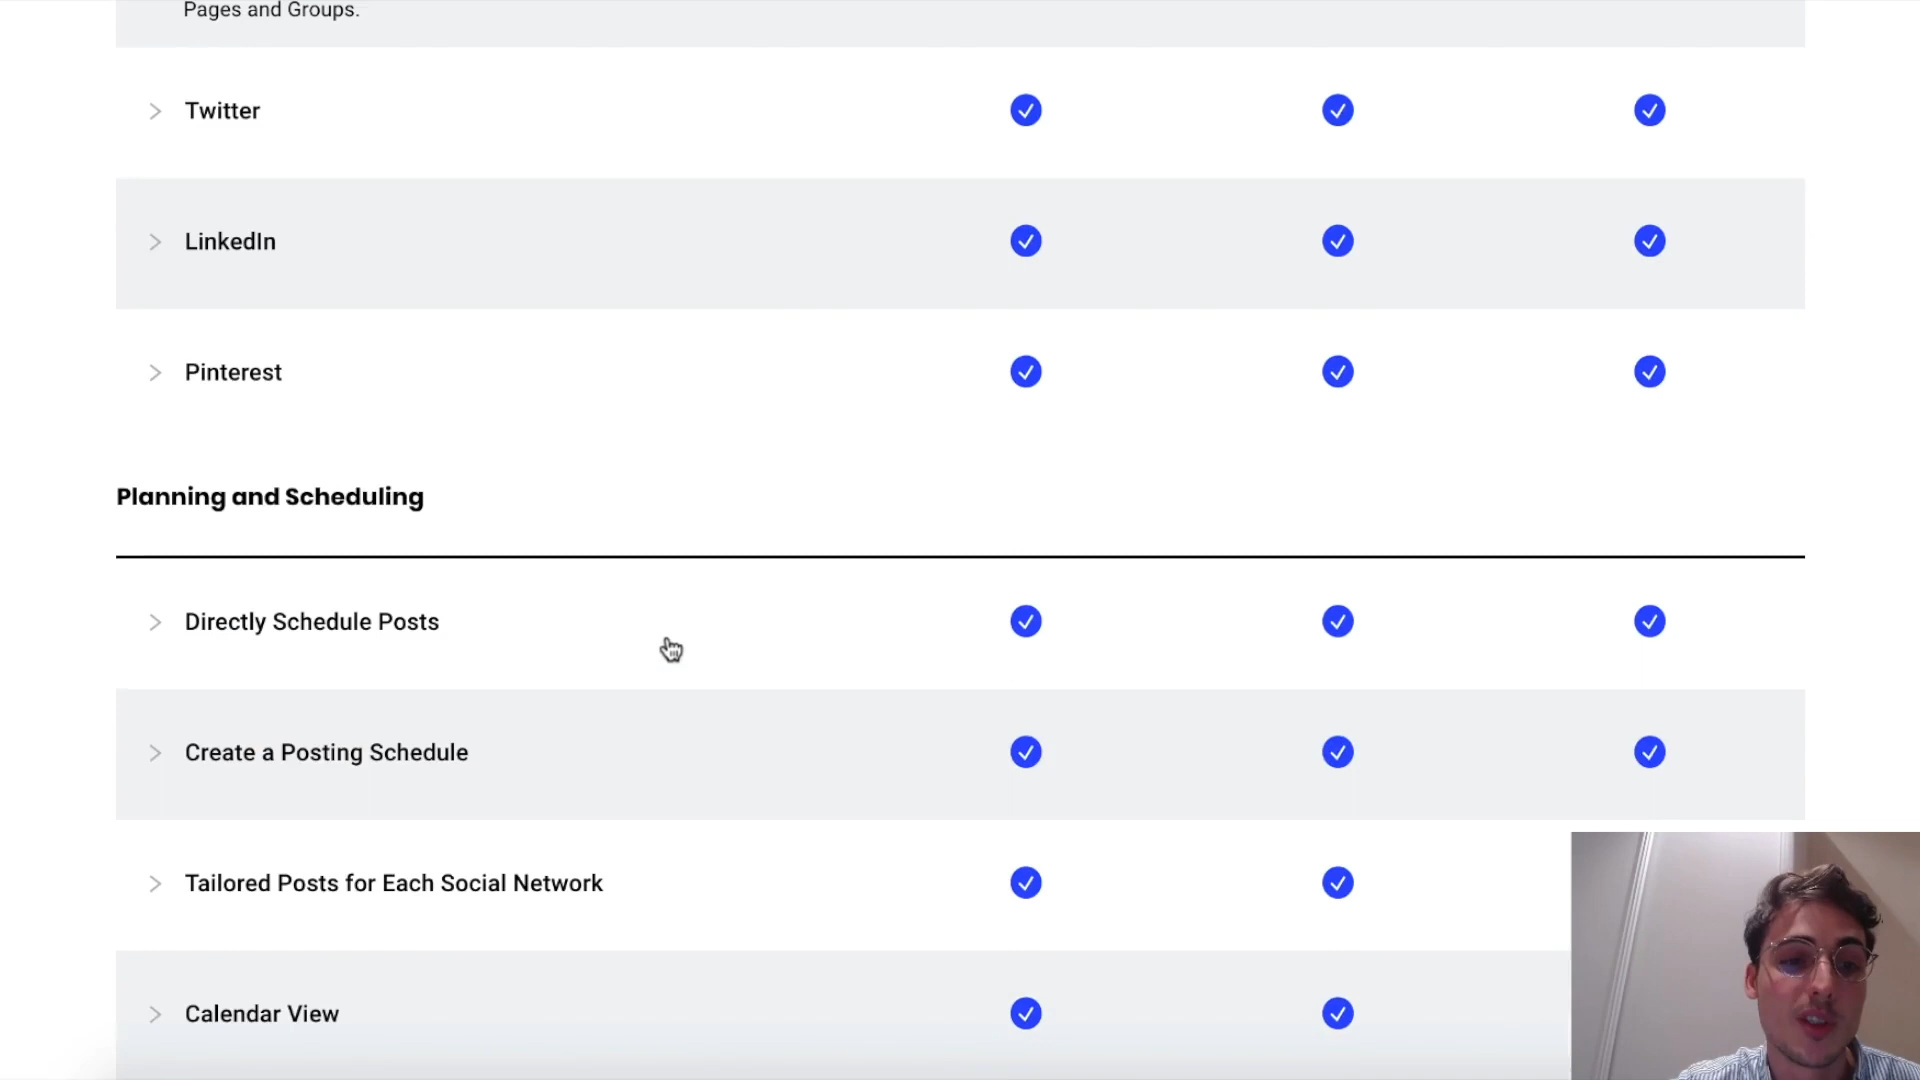 Pages and Groups.
Twitter
LinkedIn
Pinterest
Planning and Scheduling
Directly Schedule Posts
Create a Posting Schedule
Tailored Posts for Each Social Network
Calendar View